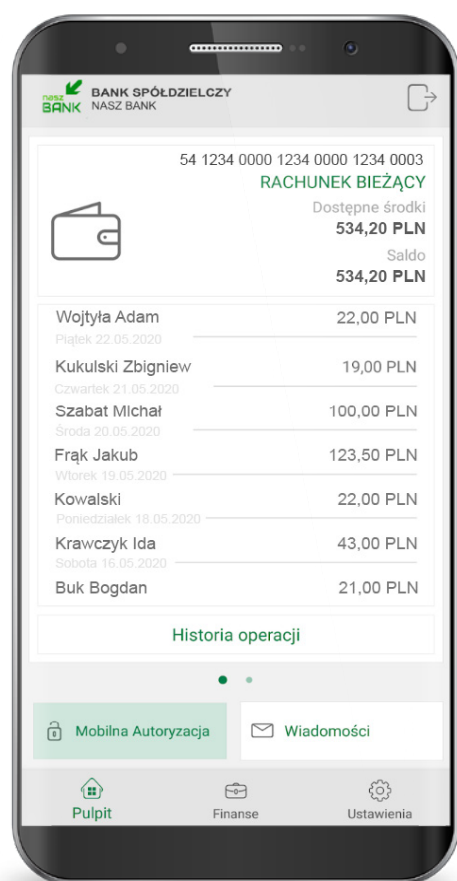 nasz
BANK
BANK SPÓŁDZIELCZY
NASZ BANK
54 1234 0000 1234 0000 1234 0003
RACHUNEK BIEŻĄCY
Dostępne środki
534,20 PLN
Saldo
534,20 PLN
Wojtyła Adam 22,00 PLN
Piątek 22.05.2020
Kukulski Zbigniew 19,00 PLN
Czwartek 21.05.2020
Szabat MIchał 100,00 PLN
Środa 20.05.2020
Frąk Jakub 123,50 PLN
Wtorek 19.05.2020
Kowalski 22,00 PLN
Poniedziałek 18.05.2020
Krawczyk Ida 43,00 PLN
Sobota 16.05.2020
Buk Bogdan 21,00 PLN
Historia operacji
Mobilna Autoryzacja Wiadomości
Pulpit Finanse Ustawienia